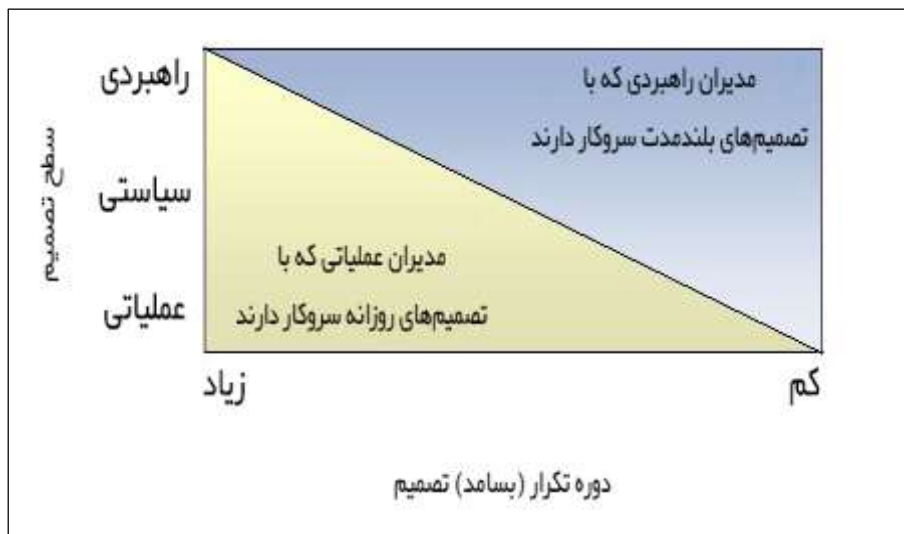 راهبردی
سیاستی
عملیاتی
سطح تصمیم
مدیران راهبردی که با
تصمیم‌های بلندمدت سروکار دارند
مدیران عملیاتی که با
تصمیم‌های روزانه سروکار دارند
کم
زیاد
دوره تکرار (بسامد) تصمیم